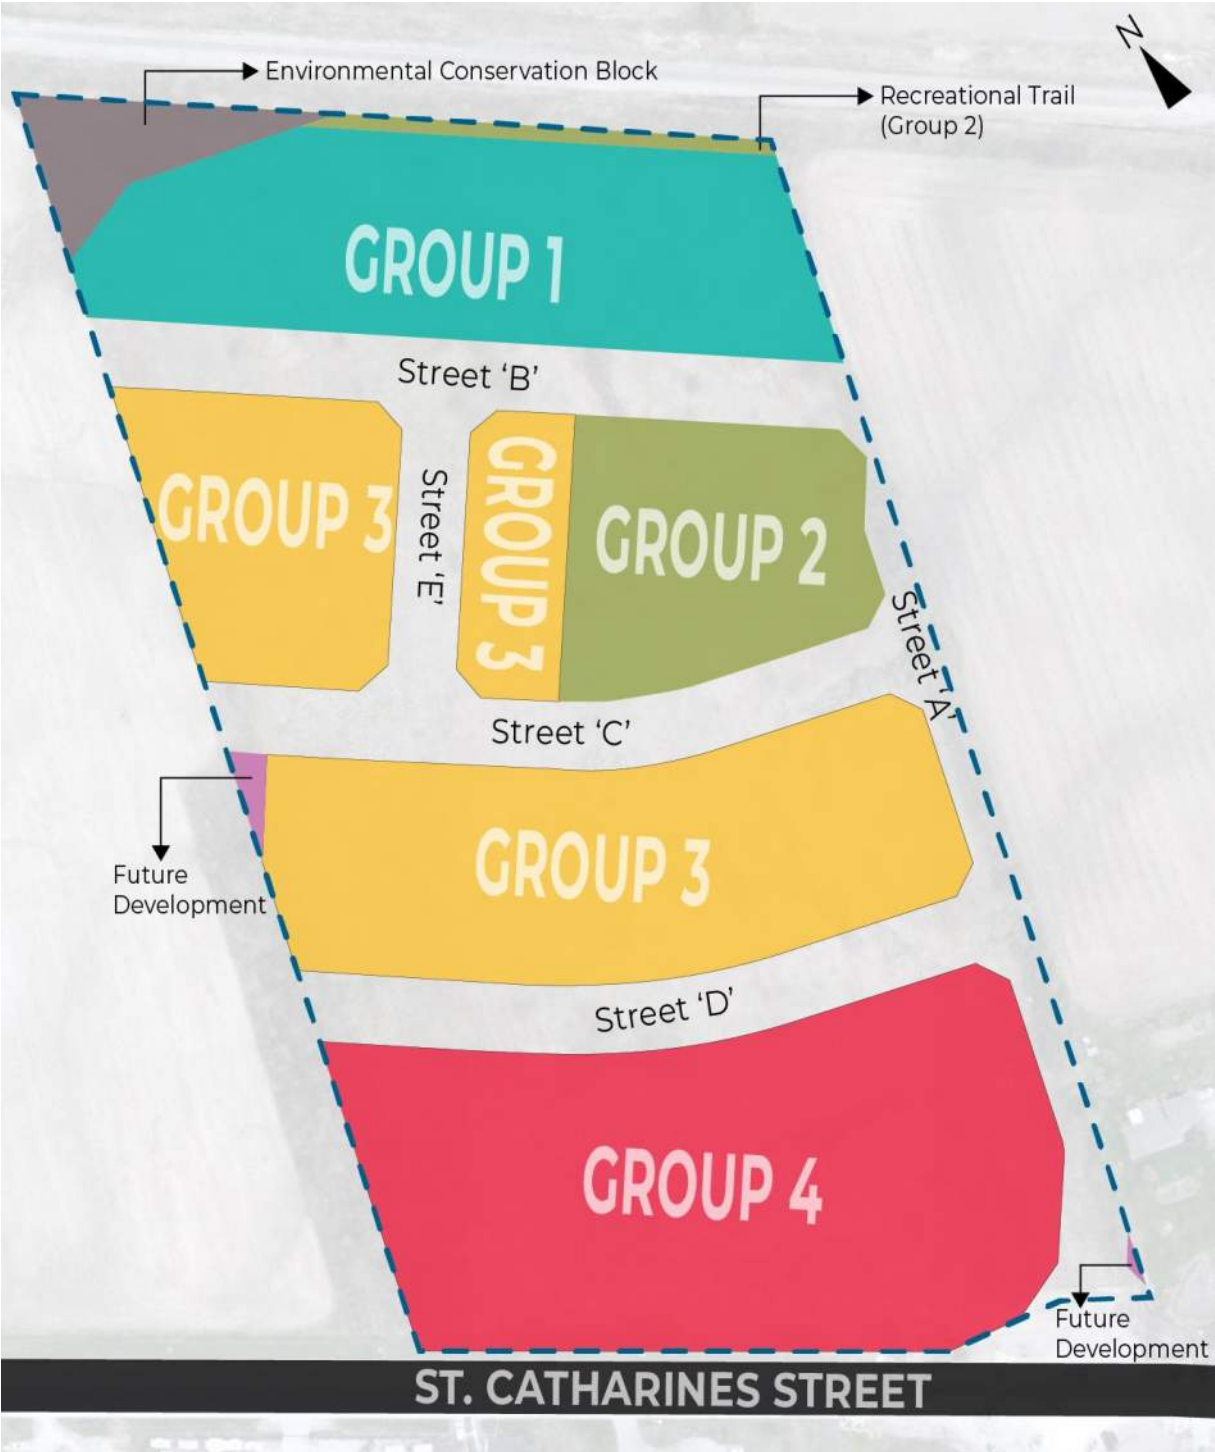 N
Environmental Conservation Block
Recreational Trail
(Group 2)
GROUP 1
Street ‘B’
GROUP 3
Street ‘E’
GROUP 3
GROUP 2
Street ‘A’
Street ‘C’
Future
Development
GROUP 3
Street ‘D’
GROUP 4
Future
Development
ST. CATHARINES STREET